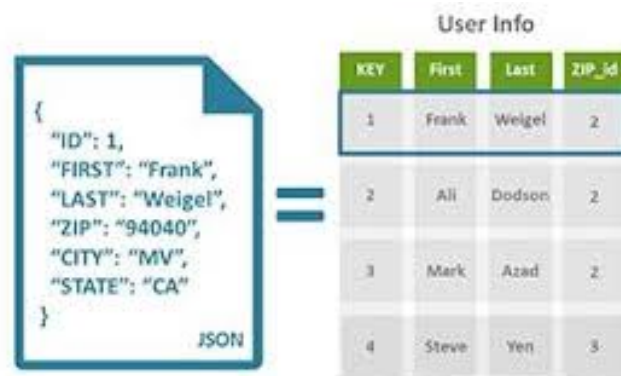 User Info
{
"ID": 1,
"FIRST": "Frank",
"LAST": "Weigel",
"ZIP": "94040",
"CITY": "MV",
"STATE": "CA"
}
JSON
KEY First Last ZIP_id
1 Frank Weigel 2
2 Ali Dodson 2
3 Mark Azad 2
4 Steve Yen 3